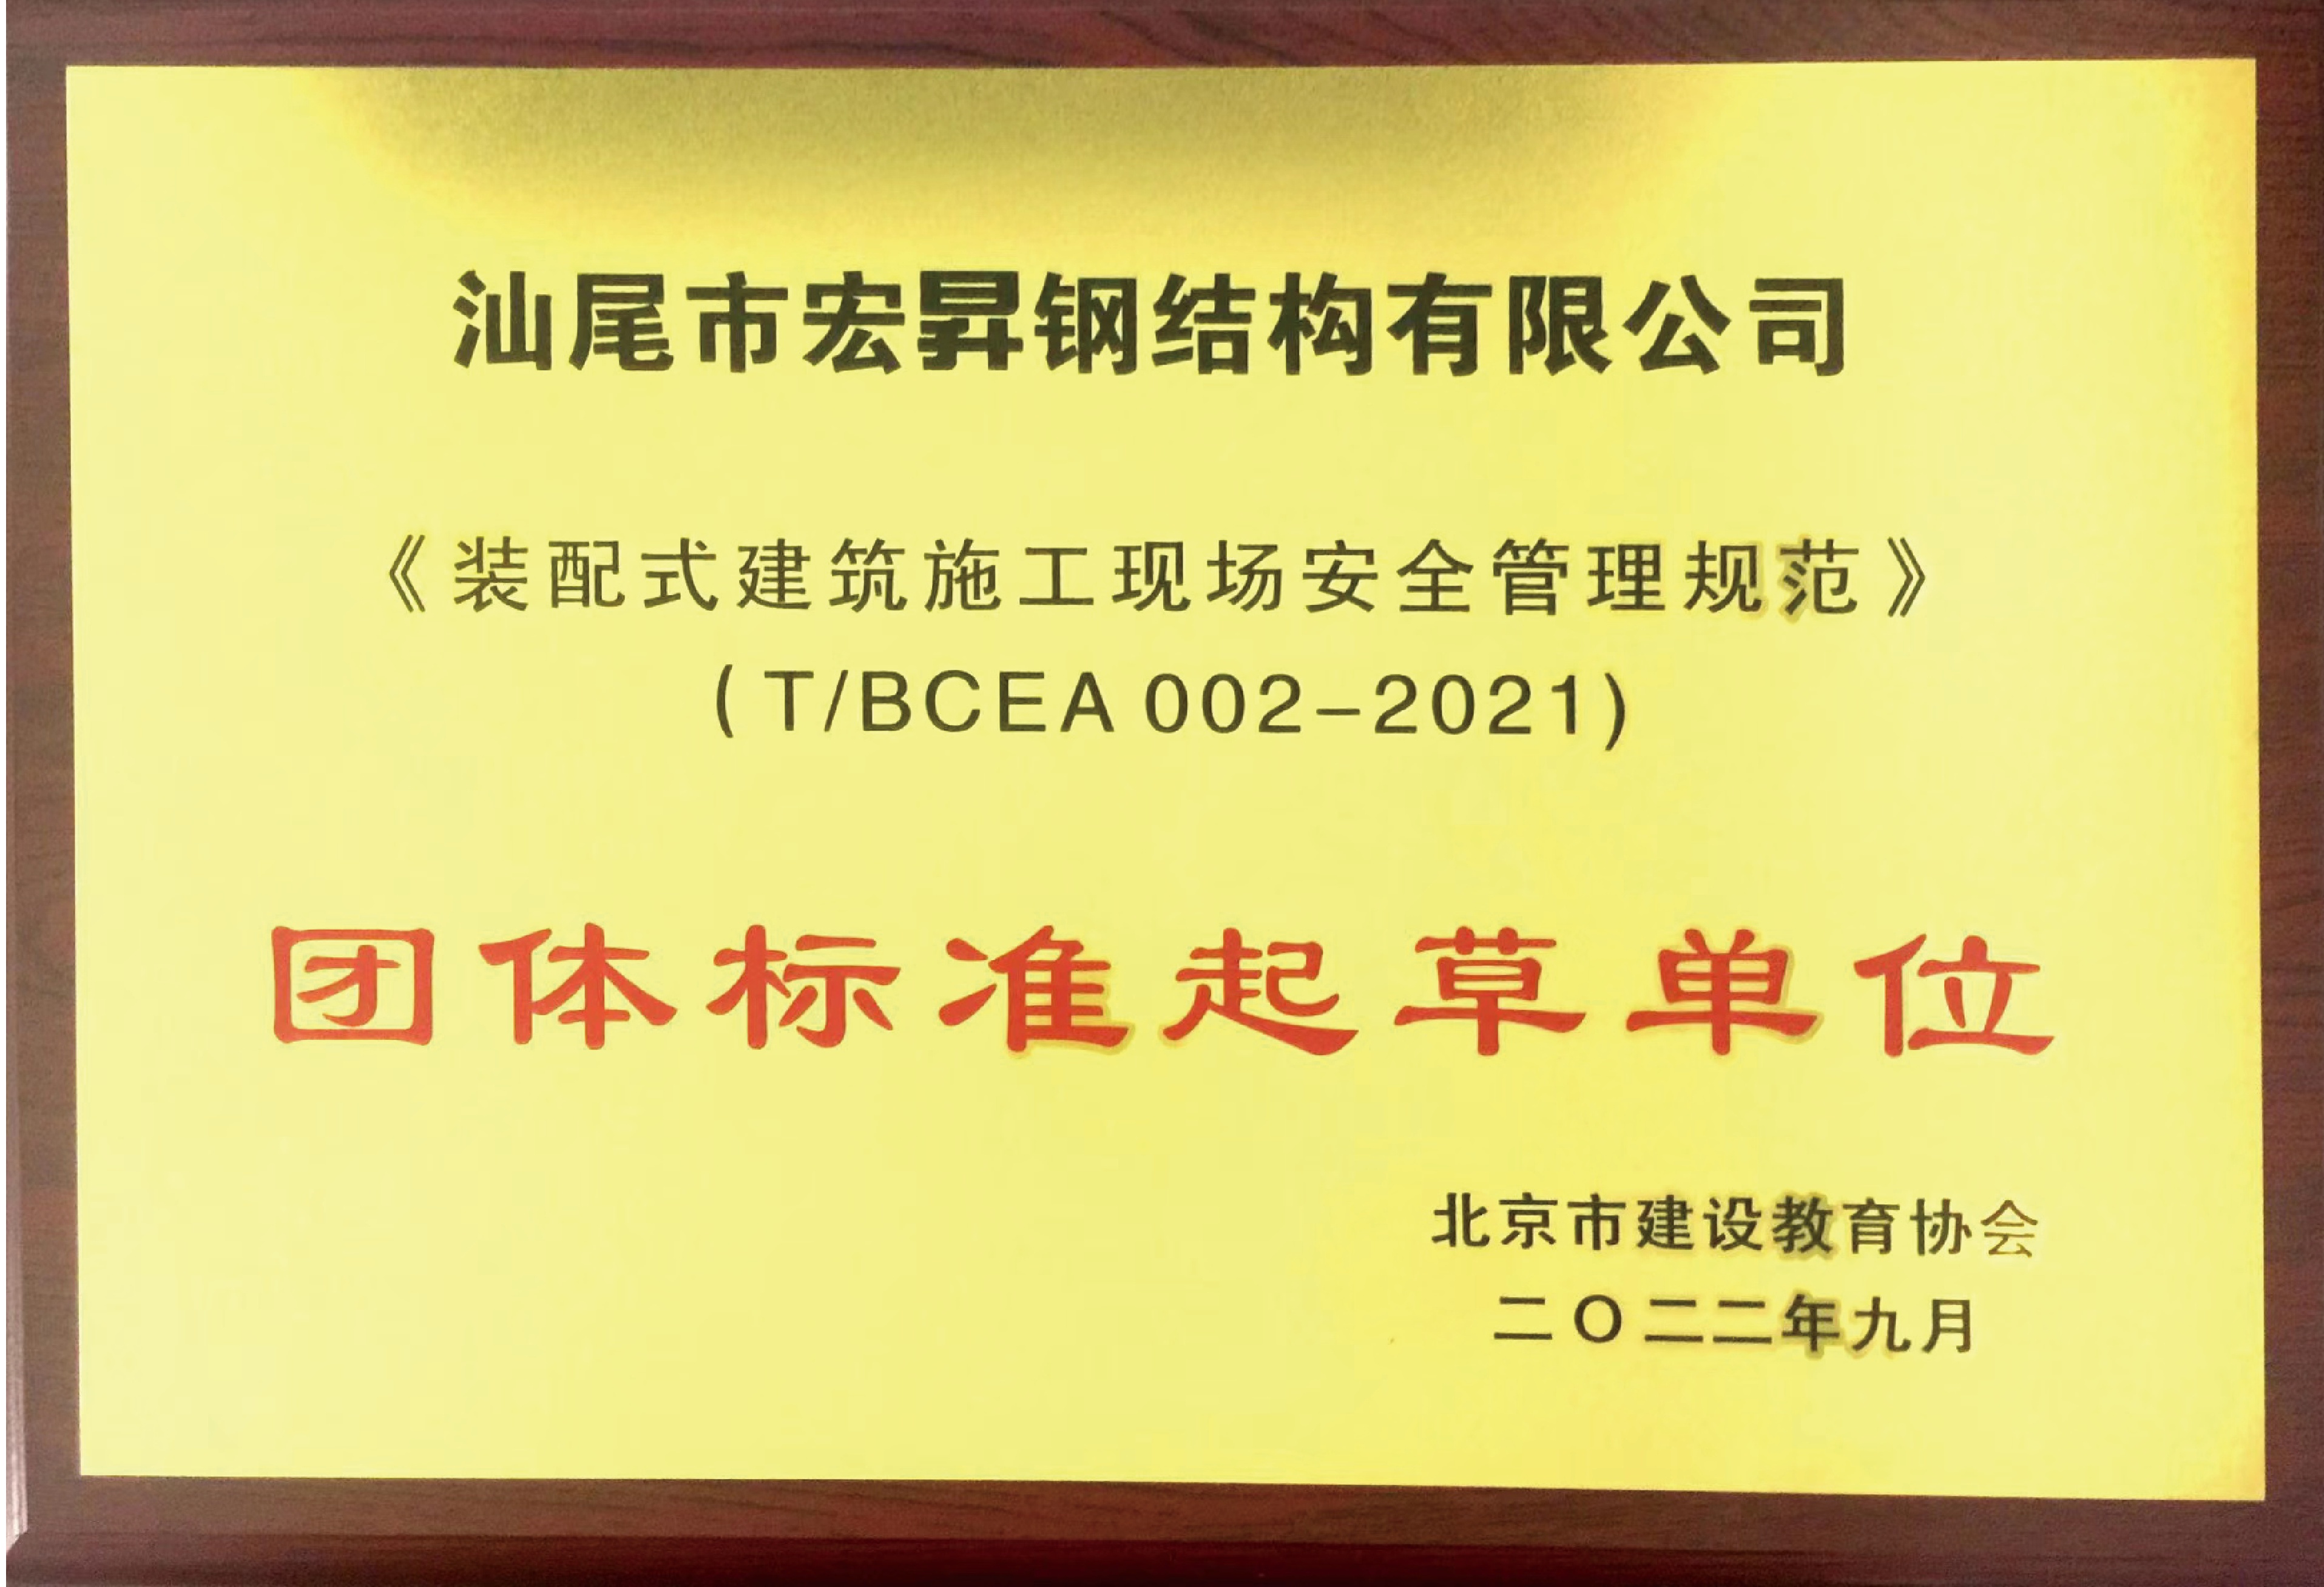 汕尾市宏昇钢结构有限公司
《装配式建筑施工现场安全管理规范》
(T/BCEA 002-2021)
团体标准起草单位
北京市建设教育协会
二〇二二年九月